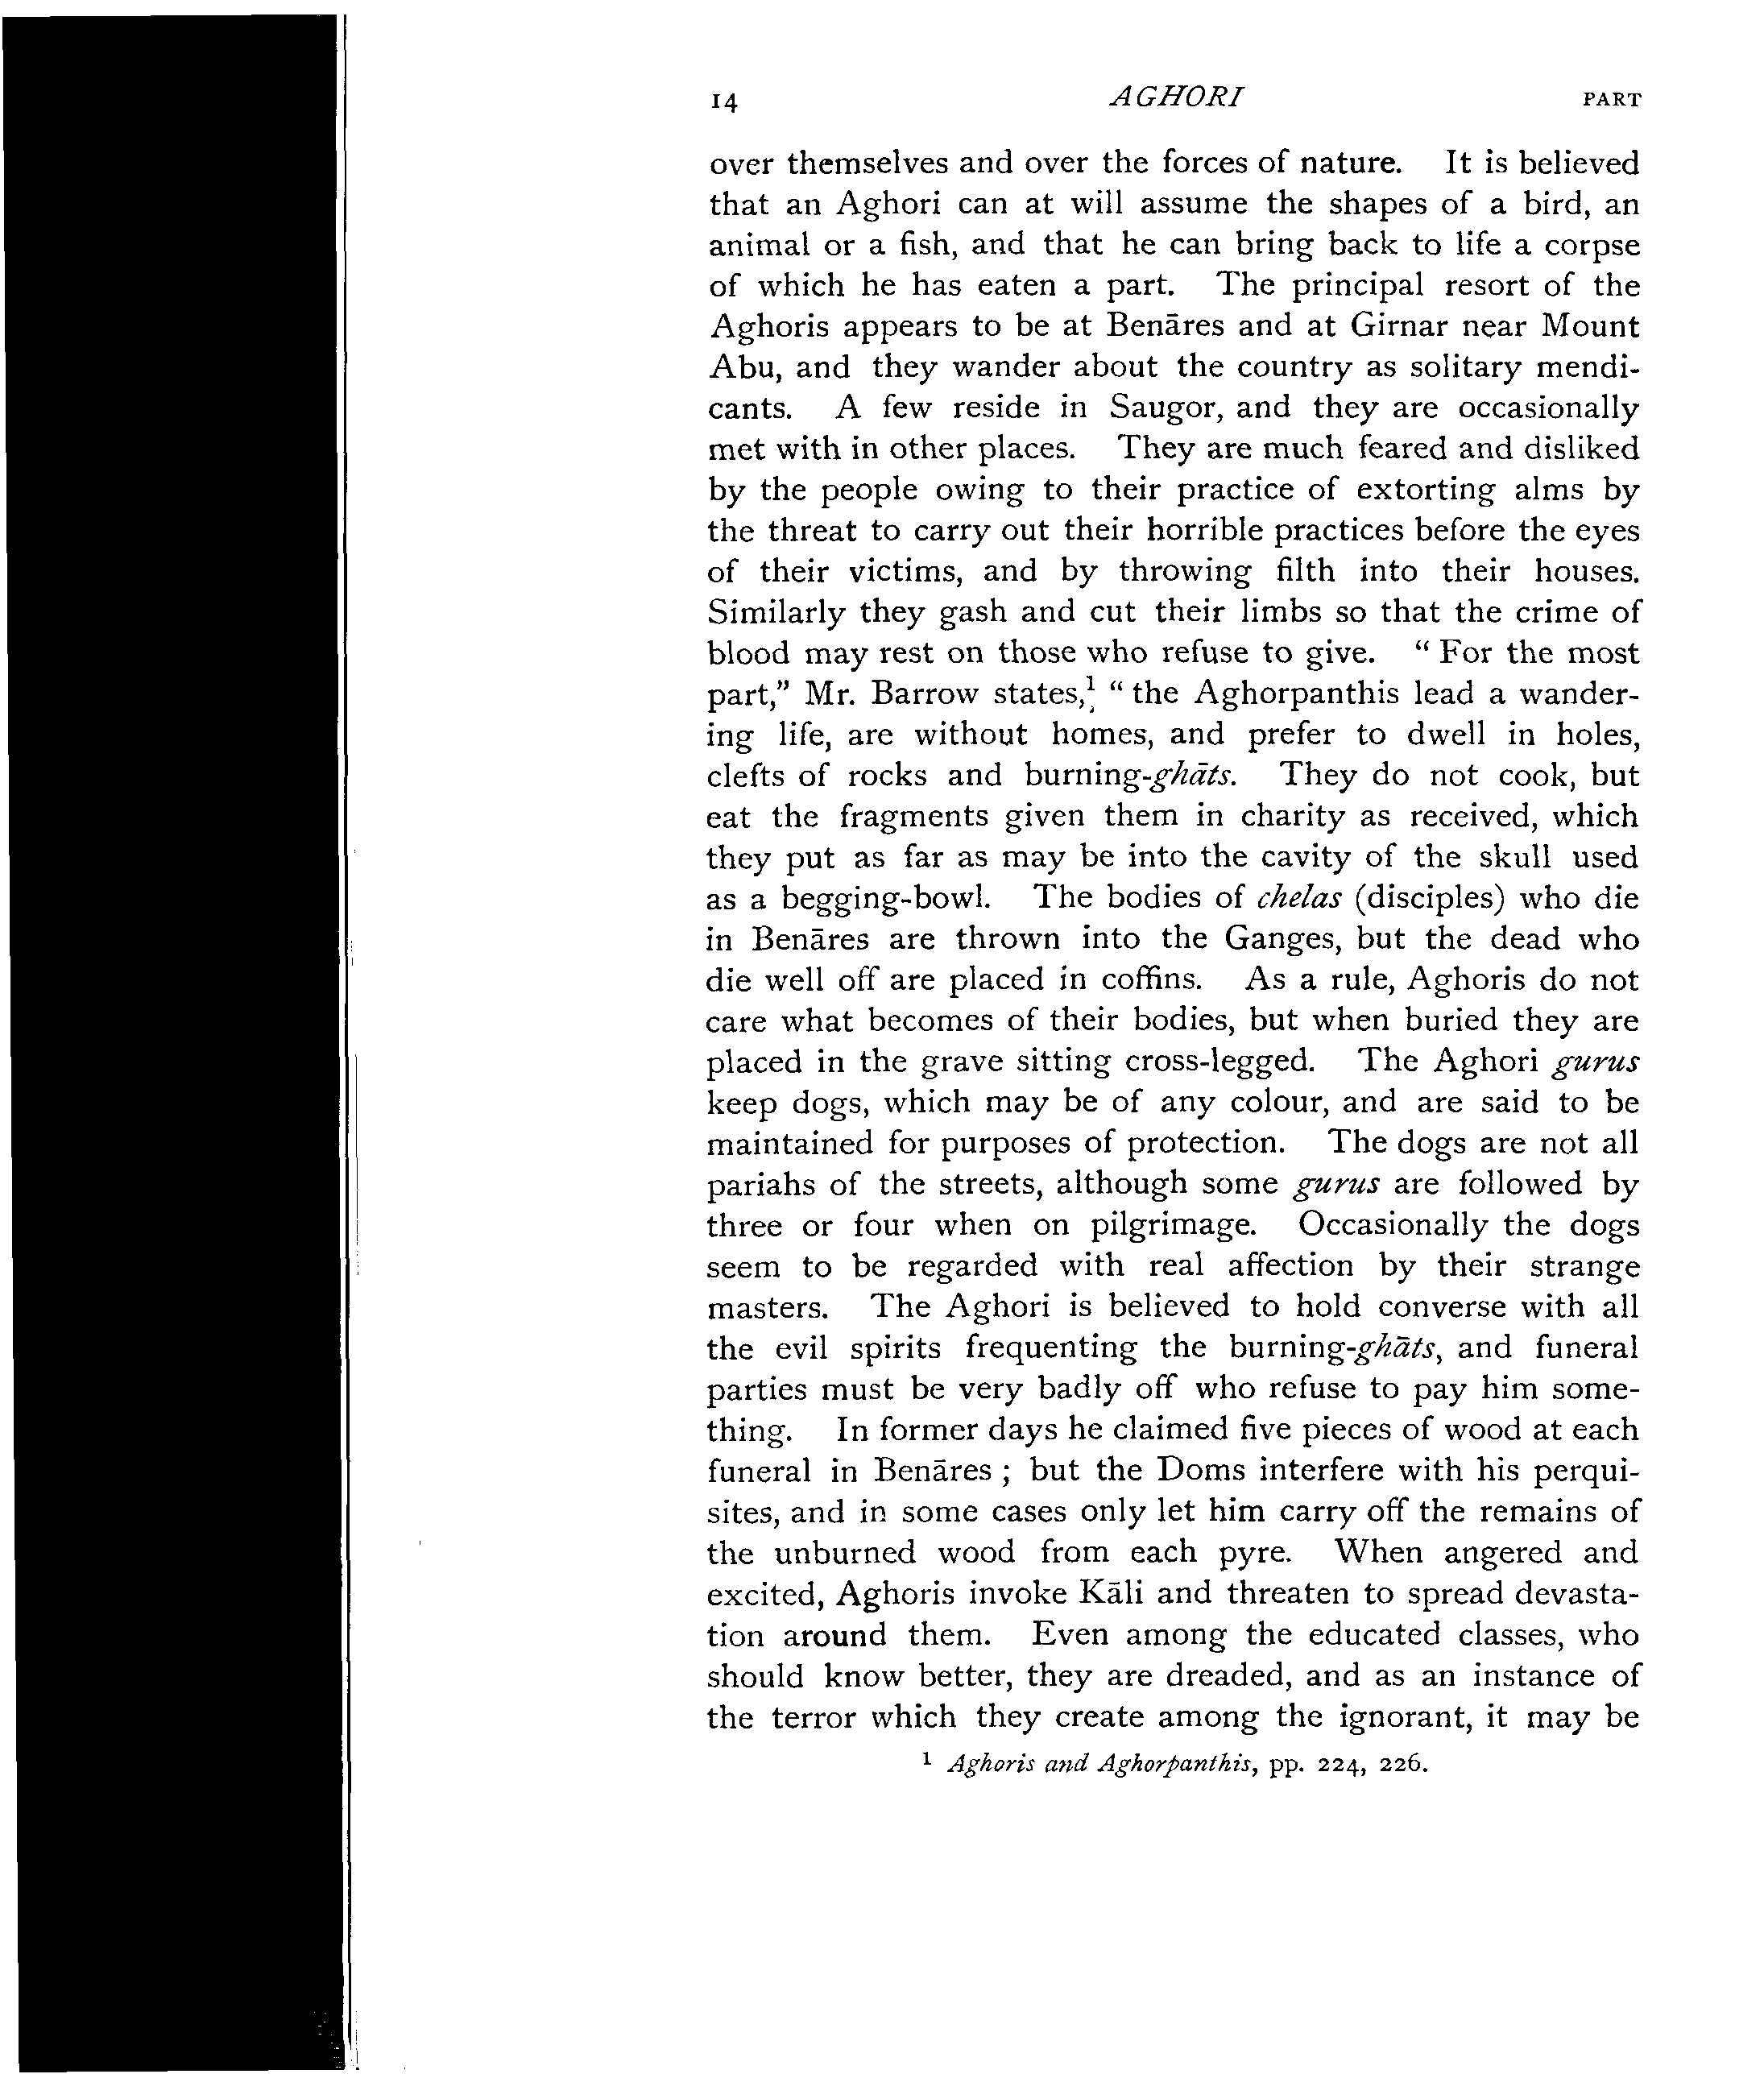 14 AGHORI PART
over themselves and over the forces of nature. It is believed
that an Aghori can at will assume the shapes of a bird, an
animal or a fish, and that he can bring back to life a corpse
of which he has eaten a part. The principal resort of the
Aghoris appears to be at Benāres and at Girnar near Mount
Abu, and they wander about the country as solitary mendi-
cants. A few reside in Saugor, and they are occasionally
met with in other places. They are much feared and disliked
by the people owing to their practice of extorting alms by
the threat to carry out their horrible practices before the eyes
of their victims, and by throwing filth into their houses.
Similarly they gash and cut their limbs so that the crime of
blood may rest on those who refuse to give. “ For the most
part,” Mr. Barrow states,¹ “ the Aghorpanthis lead a wander-
ing life, are without homes, and prefer to dwell in holes,
clefts of rocks and burning-ghāts. They do not cook, but
eat the fragments given them in charity as received, which
they put as far as may be into the cavity of the skull used
as a begging-bowl. The bodies of chelas (disciples) who die
in Benāres are thrown into the Ganges, but the dead who
die well off are placed in coffins. As a rule, Aghoris do not
care what becomes of their bodies, but when buried they are
placed in the grave sitting cross-legged. The Aghori gurus
keep dogs, which may be of any colour, and are said to be
maintained for purposes of protection. The dogs are not all
pariahs of the streets, although some gurus are followed by
three or four when on pilgrimage. Occasionally the dogs
seem to be regarded with real affection by their strange
masters. The Aghori is believed to hold converse with all
the evil spirits frequenting the burning-ghāts, and funeral
parties must be very badly off who refuse to pay him some-
thing. In former days he claimed five pieces of wood at each
funeral in Benāres ; but the Doms interfere with his perqui-
sites, and in some cases only let him carry off the remains of
the unburned wood from each pyre. When angered and
excited, Aghoris invoke Kāli and threaten to spread devasta-
tion around them. Even among the educated classes, who
should know better, they are dreaded, and as an instance of
the terror which they create among the ignorant, it may be
¹ Aghoris and Aghorpanthis, pp. 224, 226.